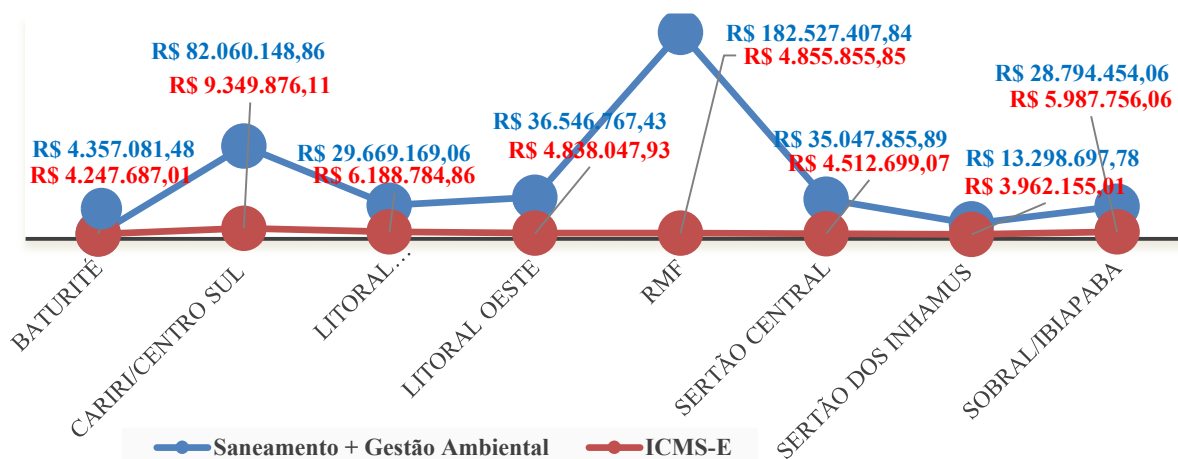 R$ 4.357.081,48
R$ 4.247.687,01
R$ 82.060.148,86
R$ 9.349.876,11
R$ 29.669.169,06
R$ 6.188.784,86
R$ 36.546.767,43
R$ 4.838.047,93
R$ 182.527.407,84
R$ 4.855.855,85
R$ 35.047.855,89
R$ 4.512.699,07
R$ 13.298.697,78
R$ 3.962.155,01
R$ 28.794.454,06
R$ 5.987.756,06
BATURITÉ
CARIRI/CENTRO SUL
LITORAL…
LITORAL OESTE
RMF
SERTÃO CENTRAL
SERTÃO DOS INHAMUS
SOBRAL/IBIAPABA
Saneamento + Gestão Ambiental
ICMS-E